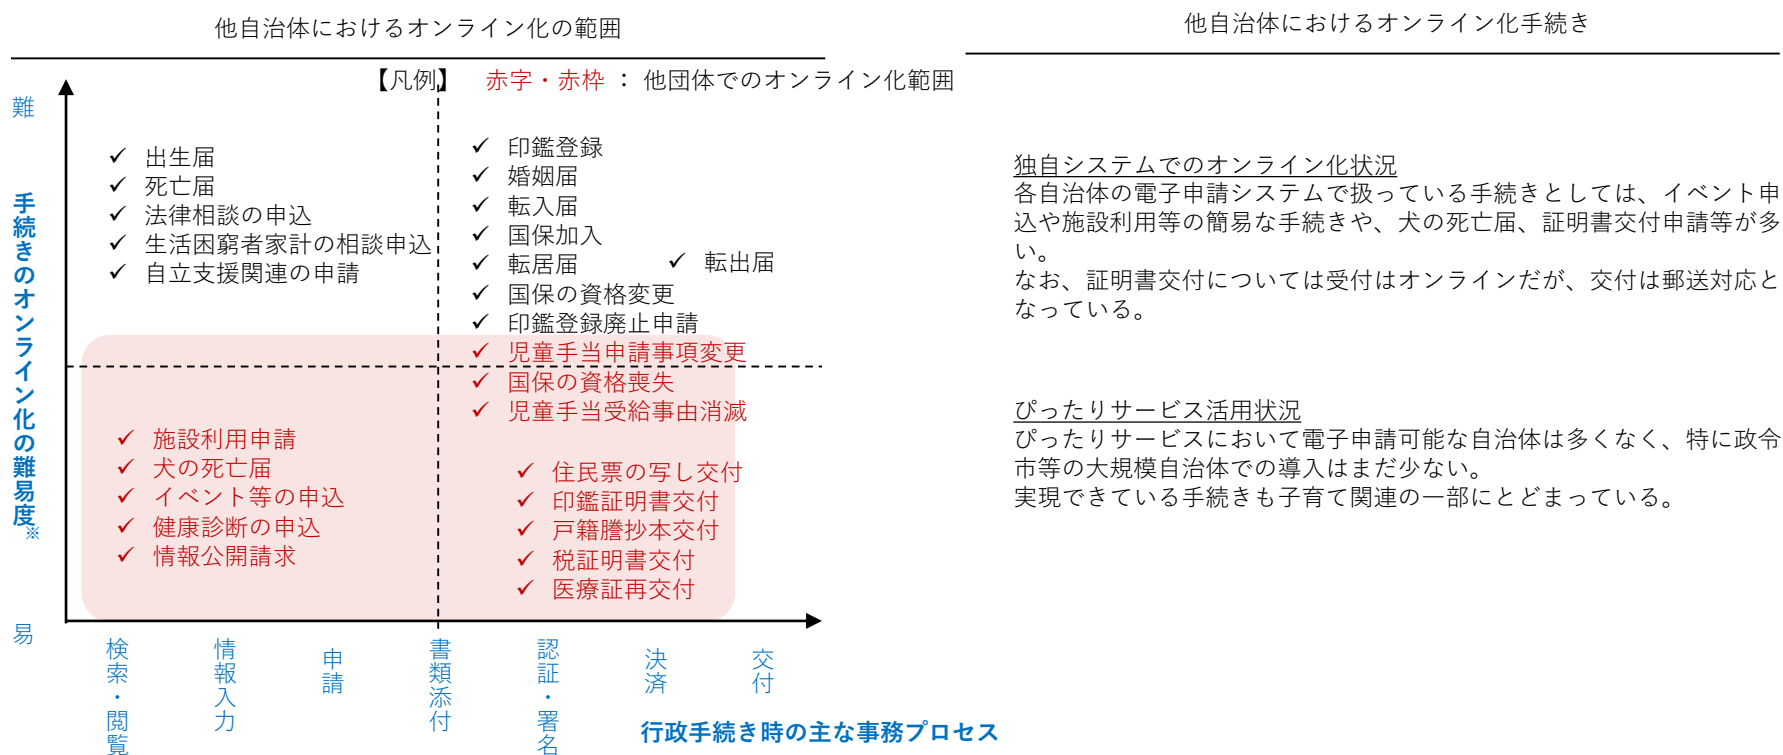 他自治体におけるオンライン化の範囲
【凡例】 赤字・赤枠 ： 他団体でのオンライン化範囲
難
手続きのオンライン化の難易度※
易
✓ 出生届
✓ 死亡届
✓ 法律相談の申込
✓ 生活困窮者家計の相談申込
✓ 自立支援関連の申請
✓ 印鑑登録
✓ 婚姻届
✓ 転入届
✓ 国保加入
✓ 転居届
✓ 転出届
✓ 国保の資格変更
✓ 印鑑登録廃止申請
✓ 児童手当申請事項変更
✓ 国保の資格喪失
✓ 児童手当受給事由消滅
✓ 施設利用申請
✓ 犬の死亡届
✓ イベント等の申込
✓ 健康診断の申込
✓ 情報公開請求
✓ 住民票の写し交付
✓ 印鑑証明書交付
✓ 戸籍謄抄本交付
✓ 税証明書交付
✓ 医療証再交付
検索・閲覧
情報入力
申請
書類添付
認証・署名
決済
交付
行政手続き時の主な事務プロセス
他自治体におけるオンライン化手続き
独自システムでのオンライン化状況
各自治体の電子申請システムで扱っている手続きとしては、イベント申
込や施設利用等の簡易な手続きや、犬の死亡届、証明書交付申請等が多
い。
なお、証明書交付については受付はオンラインだが、交付は郵送対応と
なっている。
ぴったりサービス活用状況
ぴったりサービスにおいて電子申請可能な自治体は多くなく、特に政令
市等の大規模自治体での導入はまだ少ない。
実現できている手続きも子育て関連の一部にとどまっている。